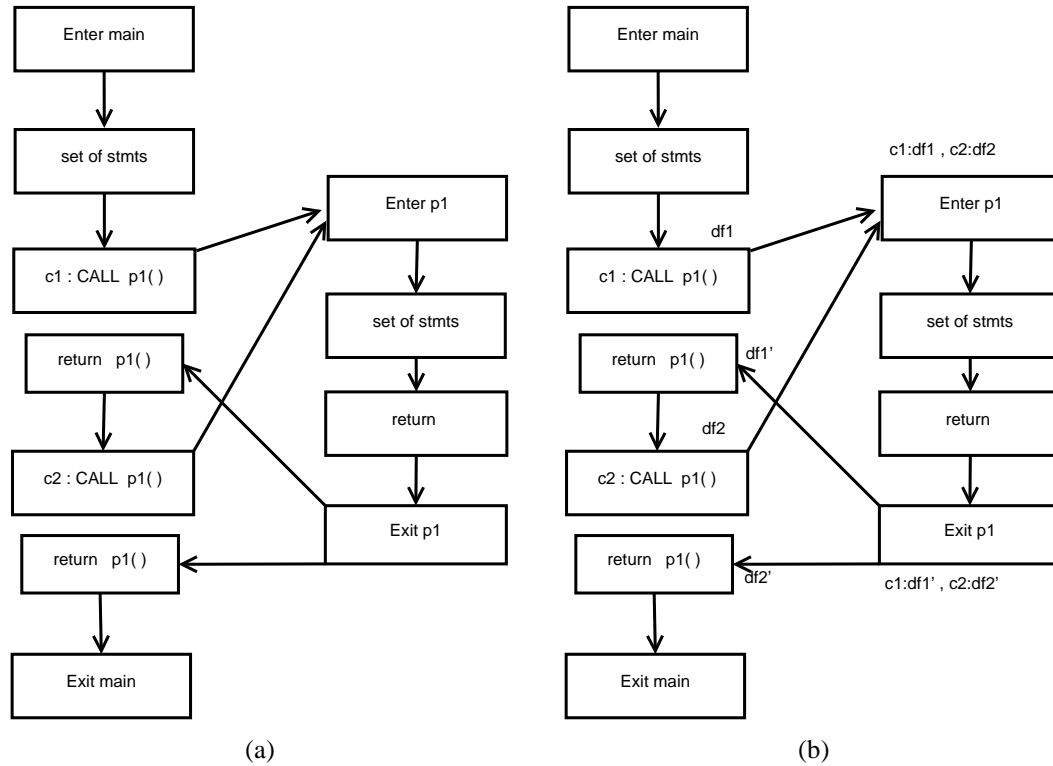 Enter main
set of stmts
Enter p1
c1 : CALL p1( )
set of stmts
return p1( )
return
c2 : CALL p1( )
Exit p1
return p1( )
Exit main
(a)
Enter main
set of stmts
c1:df1 , c2:df2
Enter p1
df1
c1 : CALL p1( )
set of stmts
return p1( )
df1’
return
df2
c2 : CALL p1( )
Exit p1
return p1( )
df2’
c1:df1’ , c2:df2’
Exit main
(b)